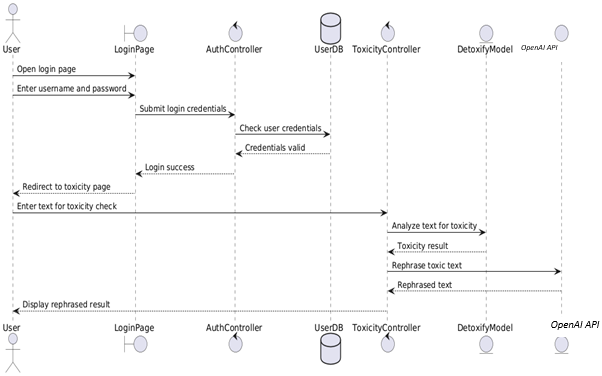 User LoginPage AuthController UserDB ToxicityController DetoxifyModel OpenAI API
Open login page
Enter username and password
Submit login credentials
Check user credentials
Credentials valid
Login success
Redirect to toxicity page
Enter text for toxicity check
Analyze text for toxicity
Toxicity result
Rephrase toxic text
Rephrased text
Display rephrased result
User LoginPage AuthController UserDB ToxicityController DetoxifyModel OpenAI API